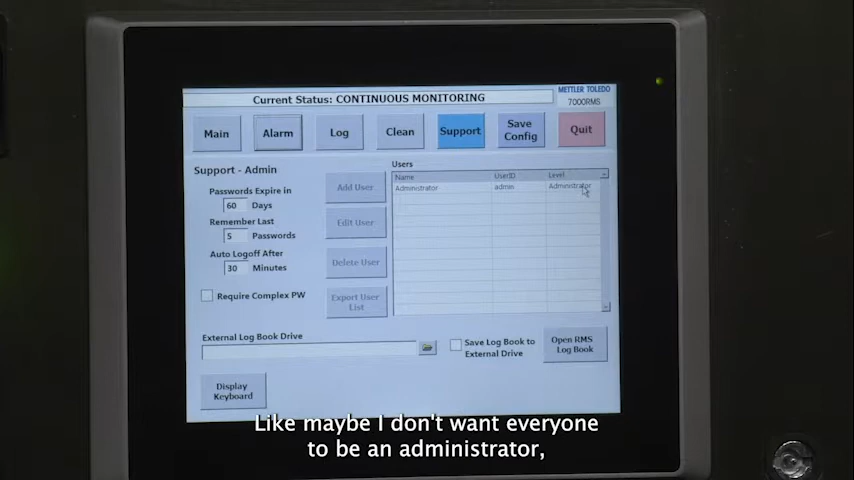 Current Status: CONTINUOUS MONITORING
METTLER TOLEDO
7000RMS
Main
Alarm
Log
Clean
Support
Save
Config
Quit
Support - Admin
Passwords Expire in
60 Days
Remember Last
5 Passwords
Auto Logoff After
30 Minutes
Require Complex PW
Add User
Edit User
Delete User
Export User
List
Users
Name UserID Level
Administrator admin Administrator
External Log Book Drive
Save Log Book to
External Drive
Open RMS
Log Book
Display
Keyboard
Like maybe I don't want everyone
to be an administrator,